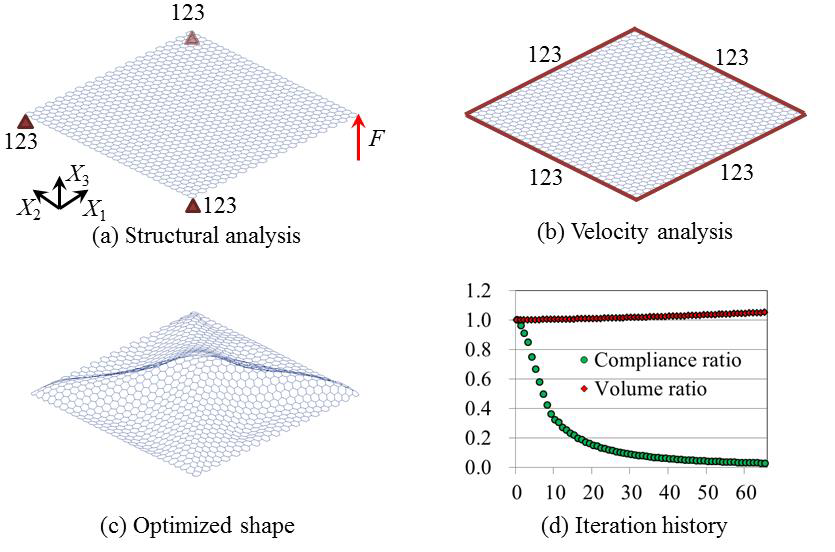 123
123
F
123
X3
X2
X1
(a) Structural analysis
123
123
123
123
(b) Velocity analysis
(c) Optimized shape
1.2
1.0
0.8
0.6
0.4
0.2
0.0
Compliance ratio
Volume ratio
0 10 20 30 40 50 60
(d) Iteration history